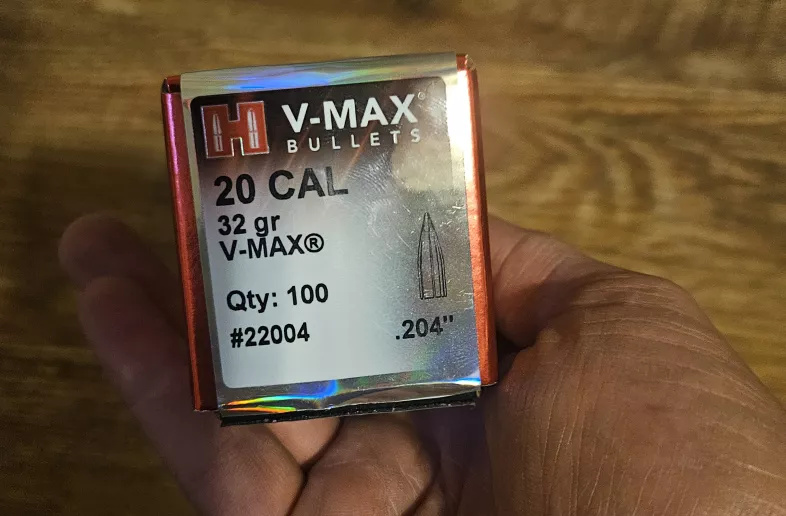 H
V-MAX®
BULLETS
20 CAL
32 gr
V-MAX®
Qty: 100
#22004
.204"